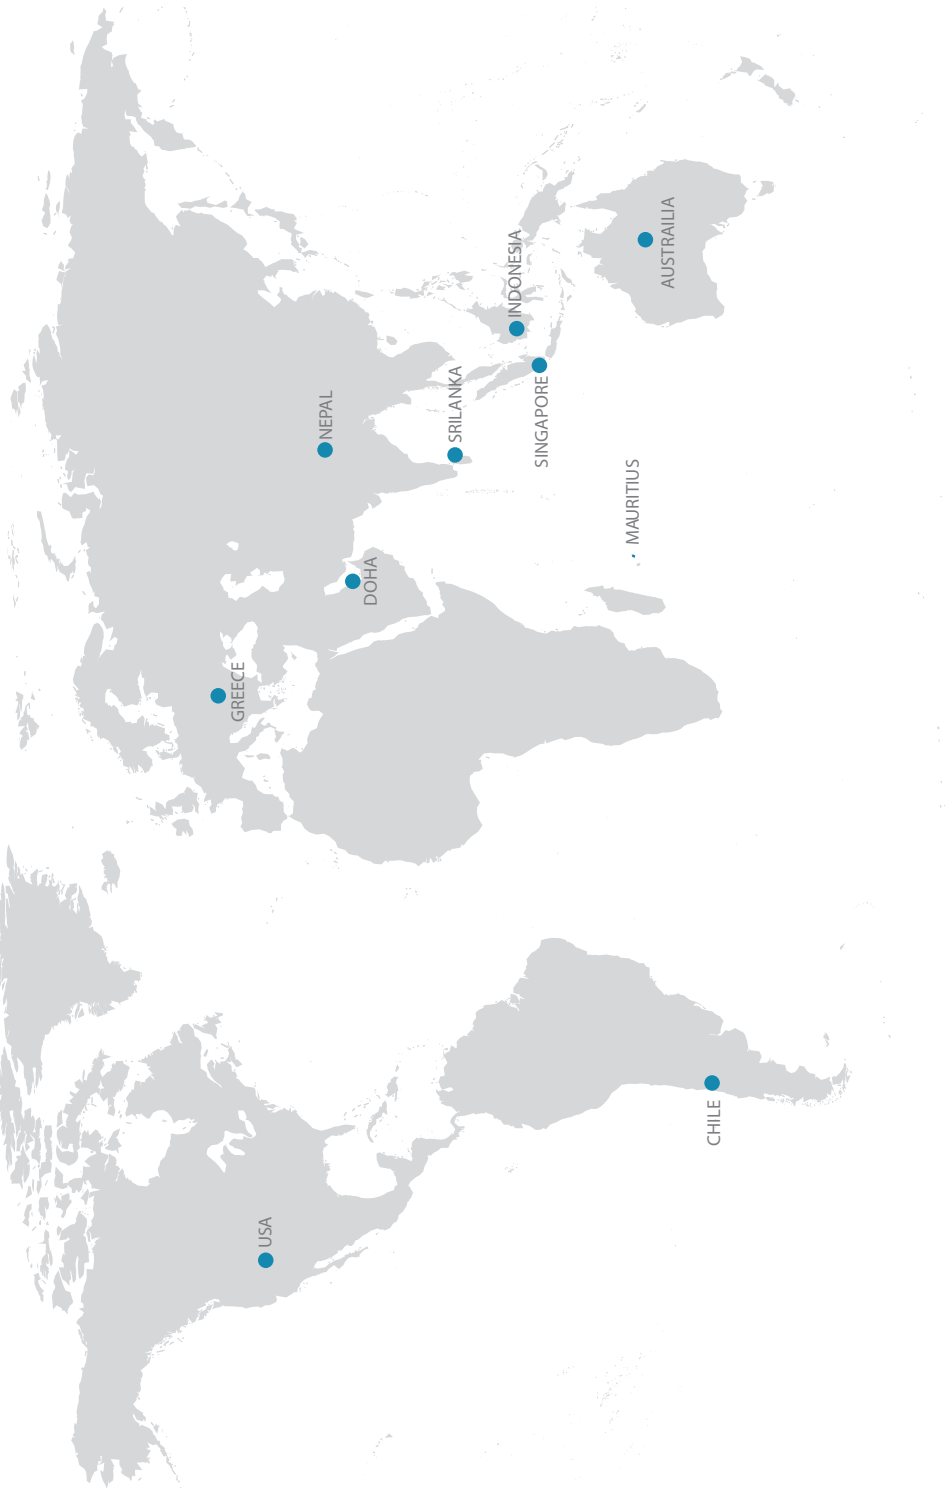 USA
CHILE
GREECE
DOHA
NEPAL
SRILANKA
SINGAPORE
INDONESIA
MAURITIUS
AUSTRAILIA